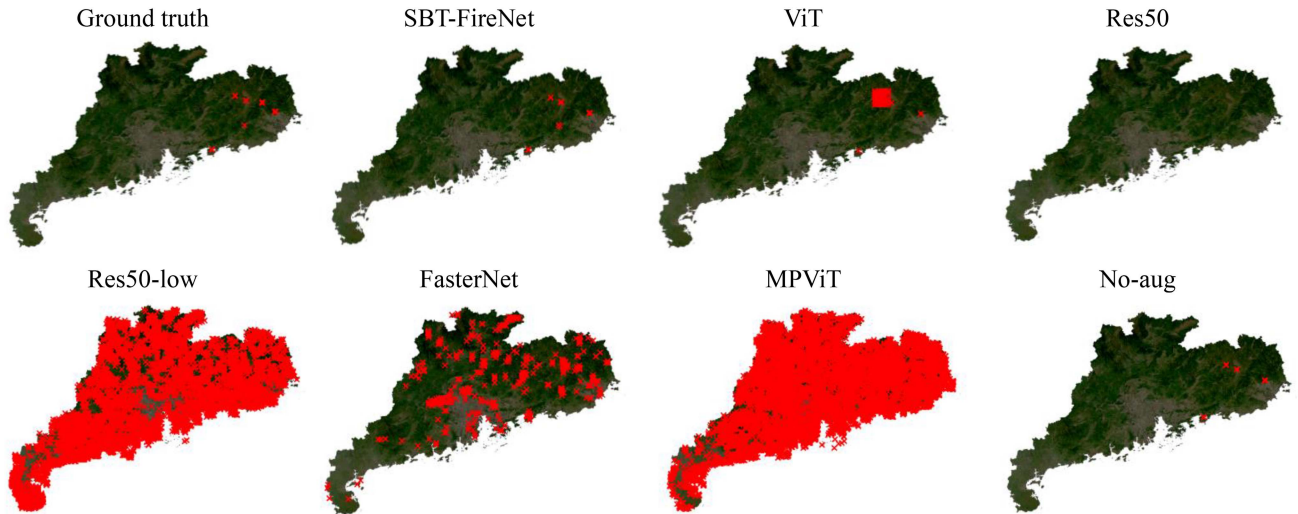 Ground truth
SBT-FireNet
ViT
Res50
Res50-low
FasterNet
MPViT
No-aug